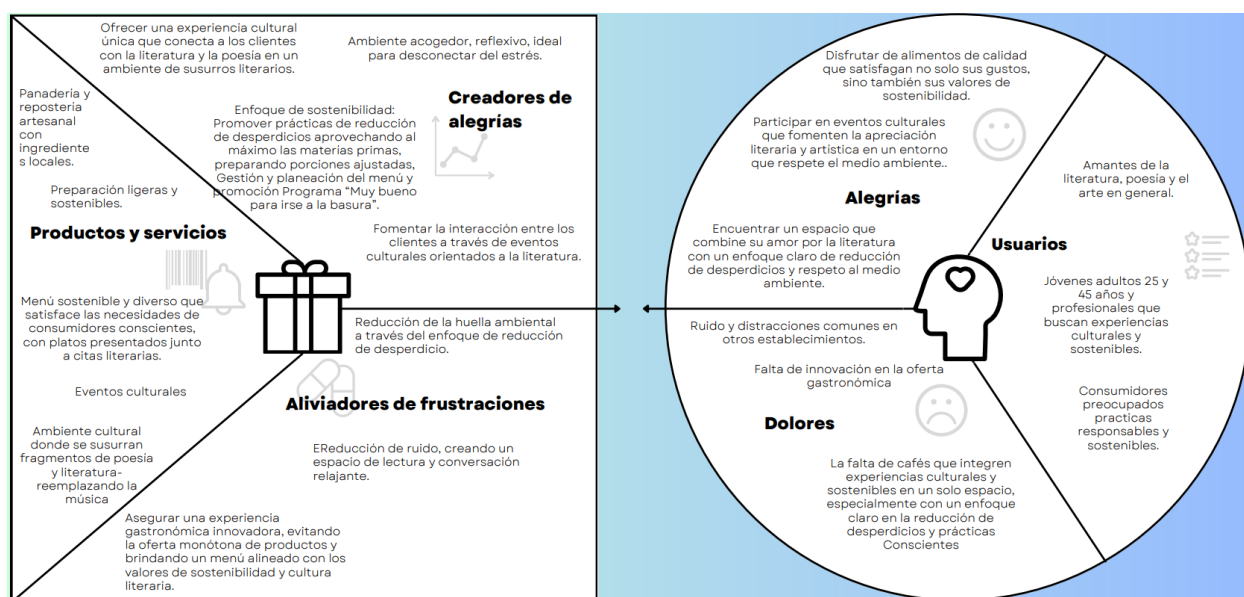 Ofrecer una experiencia cultural
única que conecta a los clientes
con la literatura y la poesía en un
ambiente de susurros literarios.
Ambiente acogedor, reflexivo, ideal
para desconectar del estrés.
Creadores de
alegrías
Enfoque de sostenibilidad:
Promover prácticas de reducción
de desperdicios aprovechando al
máximo las materias primas,
preparando porciones ajustadas,
Gestión y planeación del menú y
promoción Programa “Muy bueno
para irse a la basura”.
Fomentar la interacción entre los
clientes a través de eventos
culturales orientados a la literatura.
Panadería y
repostería
artesanal
con
ingrediente
s locales.
Preparación ligeras y
sostenibles.
Productos y servicios
Menú sostenible y diverso que
satisface las necesidades de
consumidores conscientes,
con platos presentados junto
a citas literarias.
Eventos culturales
Ambiente cultural
donde se susurran
fragmentos de poesía
y literatura-
reemplazando la
música
Reducción de la huella ambiental
a través del enfoque de reducción
de desperdicio.
Aliviadores de frustraciones
EReducción de ruido, creando un
espacio de lectura y conversación
relajante.
Asegurar una experiencia
gastronómica innovadora, evitando
la oferta monótona de productos y
brindando un menú alineado con los
valores de sostenibilidad y cultura
literaria.
Disfrutar de alimentos de calidad
que satisfagan no solo sus gustos,
sino también sus valores de
sostenibilidad.
Participar en eventos culturales
que fomenten la apreciación
literaria y artistica en un entorno
que respete el medio ambiente..
Alegrías
Encuentrar un espacio que
combine su amor por la literatura
con un enfoque claro de reducción
de desperdicios y respeto al medio
ambiente.
Ruido y distracciones comunes en
otros establecimientos.
Falta de innovación en la oferta
gastronómica
Dolores
La falta de cafés que integren
experiencias culturales y
sostenibles en un solo espacio,
especialmente con un enfoque
claro en la reducción de
desperdicios y prácticas
Conscientes
Amantes de la
literatura, poesía y el
arte en general.
Usuarios
Jóvenes adultos 25 y
45 años y
profesionales que
buscan experiencias
culturales y
sostenibles.
Consumidores
preocupados
practicas
responsables y
sostenibles.